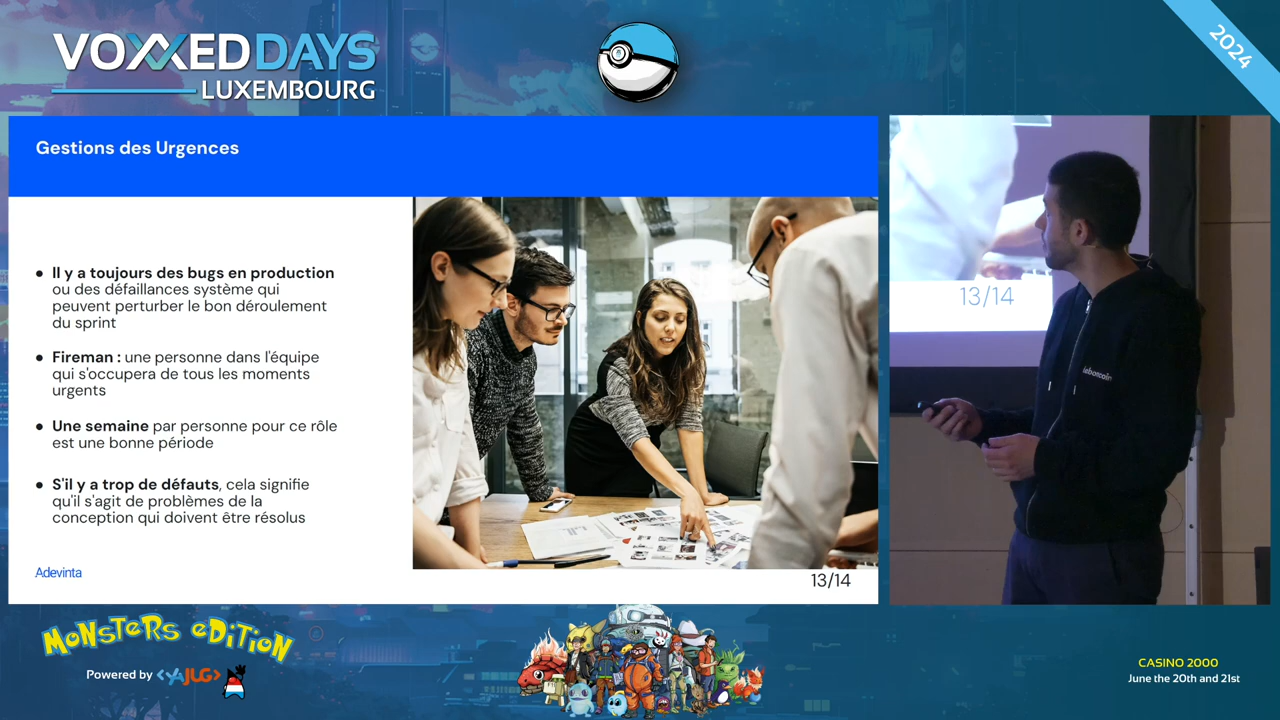 VOXXED DAYS
LUXEMBOURG
2024
Gestions des Urgences
Il y a toujours des bugs en production
ou des défaillances système qui
peuvent perturber le bon déroulement
du sprint
Fireman : une personne dans l'équipe
qui s'occupera de tous les moments
urgents
Une semaine par personne pour ce rôle
est une bonne période
S'il y a trop de défauts, cela signifie
qu'il s'agit de problèmes de la
conception qui doivent être résolus
Adevinta
13/14
13/14
leboncoin
MONSTERS EDITION
Powered by <YAJUG>
CASINO 2000
June the 20th and 21st